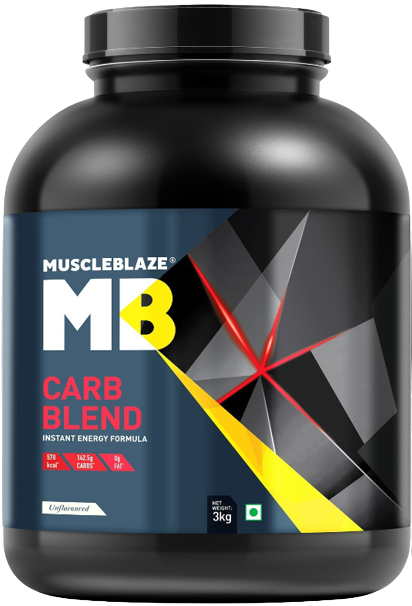 MUSCLEBLAZE®
MB
CARB
BLEND
INSTANT ENERGY FORMULA
570 kcal* 142.5g CARBS* 0g FAT*
Unflavoured
NET WEIGHT: 3kg